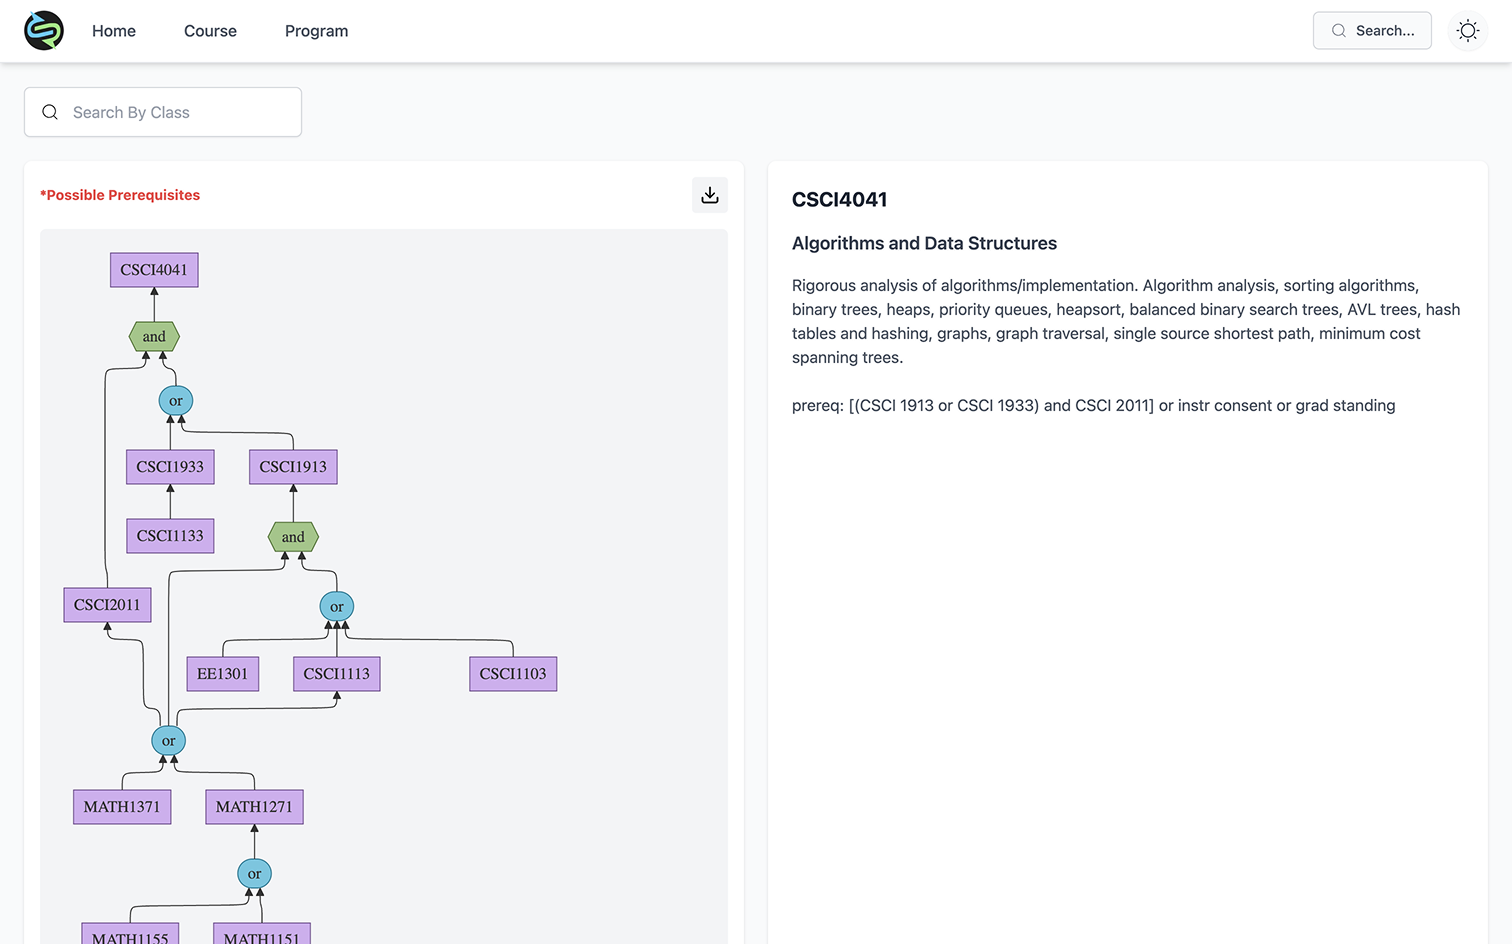 Home
Course
Program
Search...
Search By Class
*Possible Prerequisites
CSCI4041
and
or
CSCI1933
CSCI1913
CSCI1133
and
CSCI2011
or
EE1301
CSCI1113
CSCI1103
or
MATH1371
MATH1271
or
MATH1155
MATH1151
CSCI4041
Algorithms and Data Structures
Rigorous analysis of algorithms/implementation. Algorithm analysis, sorting algorithms,
binary trees, heaps, priority queues, heapsort, balanced binary search trees, AVL trees, hash
tables and hashing, graphs, graph traversal, single source shortest path, minimum cost
spanning trees.
prereq: [(CSCI 1913 or CSCI 1933) and CSCI 2011] or instr consent or grad standing